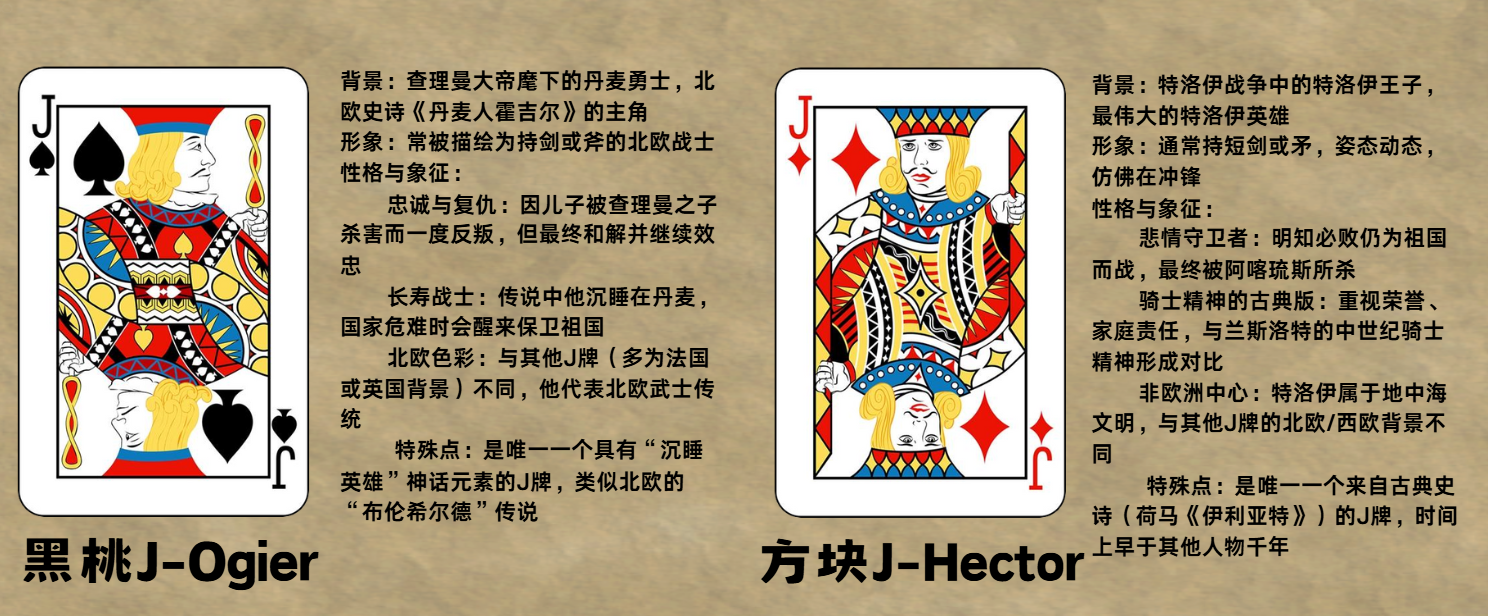 J
背景：查理曼大帝麾下的丹麦勇士，北
欧史诗《丹麦人霍吉尔》的主角
形象：常被描绘为持剑或斧的北欧战士
性格与象征：
忠诚与复仇：因儿子被查理曼之子
杀害而一度反叛，但最终和解并继续效
忠
长寿战士：传说中他沉睡在丹麦，
国家危难时会醒来保卫祖国
北欧色彩：与其他J牌（多为法国
或英国背景）不同，他代表北欧武士传
统
特殊点：是唯一一个具有“沉睡
英雄”神话元素的J牌，类似北欧的
“布伦希尔德”传说
J
黑桃J-Ogier
J
背景：特洛伊战争中的特洛伊王子，
最伟大的特洛伊英雄
形象：通常持短剑或矛，姿态动态，
仿佛在冲锋
性格与象征：
悲情守卫者：明知必败仍为祖国
而战，最终被阿喀琉斯所杀
骑士精神的古典版：重视荣誉、
家庭责任，与兰斯洛特的中世纪骑士
精神形成对比
非欧洲中心：特洛伊属于地中海
文明，与其他J牌的北欧/西欧背景不
同
特殊点：是唯一一个来自古典史
诗（荷马《伊利亚特》）的J牌，时间
上早于其他人物千年
J
方块J-Hector